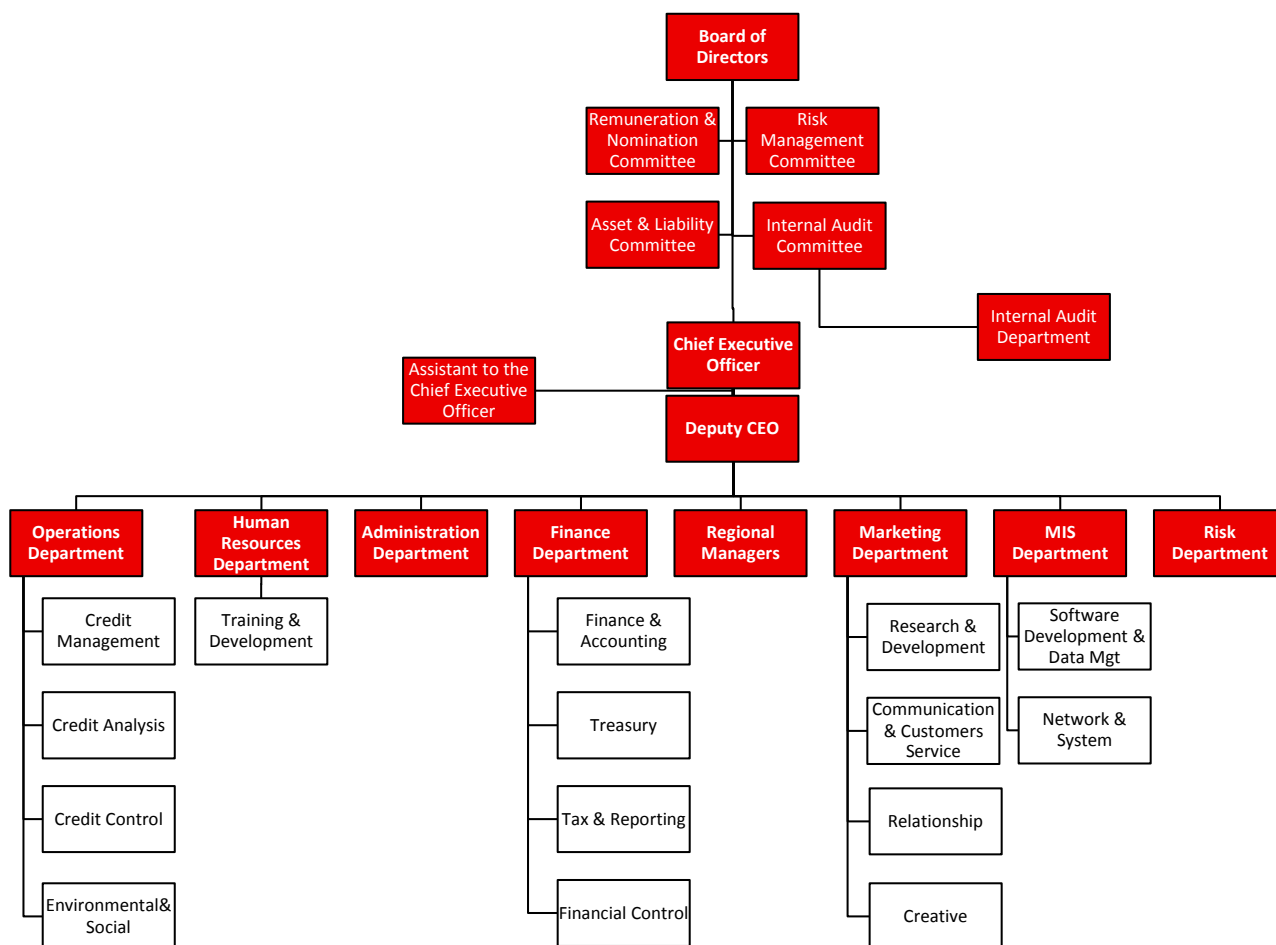 Board of
Directors
Remuneration &
Nomination
Committee
Risk
Management
Committee
Asset & Liability
Committee
Internal Audit
Committee
Internal Audit
Department
Chief Executive
Officer
Assistant to the
Chief Executive
Officer
Deputy CEO
Operations
Department
Human
Resources
Department
Administration
Department
Finance
Department
Regional
Managers
Marketing
Department
MIS
Department
Risk
Department
Credit
Management
Training &
Development
Finance &
Accounting
Research &
Development
Software
Development &
Data Mgt
Credit Analysis
Treasury
Communication
& Customers
Service
Network &
System
Credit Control
Tax & Reporting
Relationship
Environmental&
Social
Financial Control
Creative